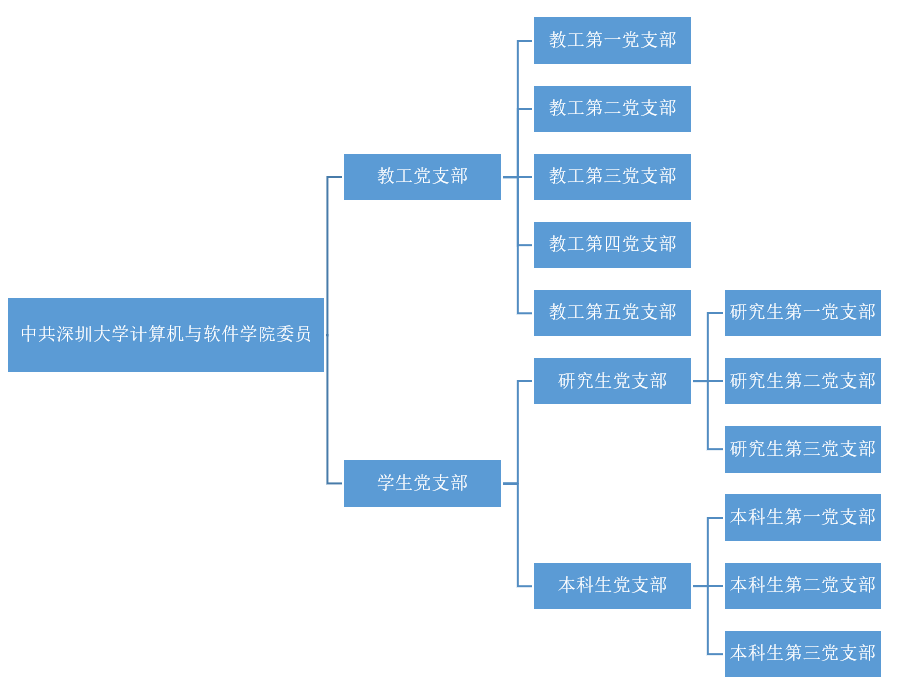 中共深圳大学计算机与软件学院委员
教工党支部
教工第一党支部
教工第二党支部
教工第三党支部
教工第四党支部
教工第五党支部
学生党支部
研究生党支部
研究生第一党支部
研究生第二党支部
研究生第三党支部
本科生党支部
本科生第一党支部
本科生第二党支部
本科生第三党支部